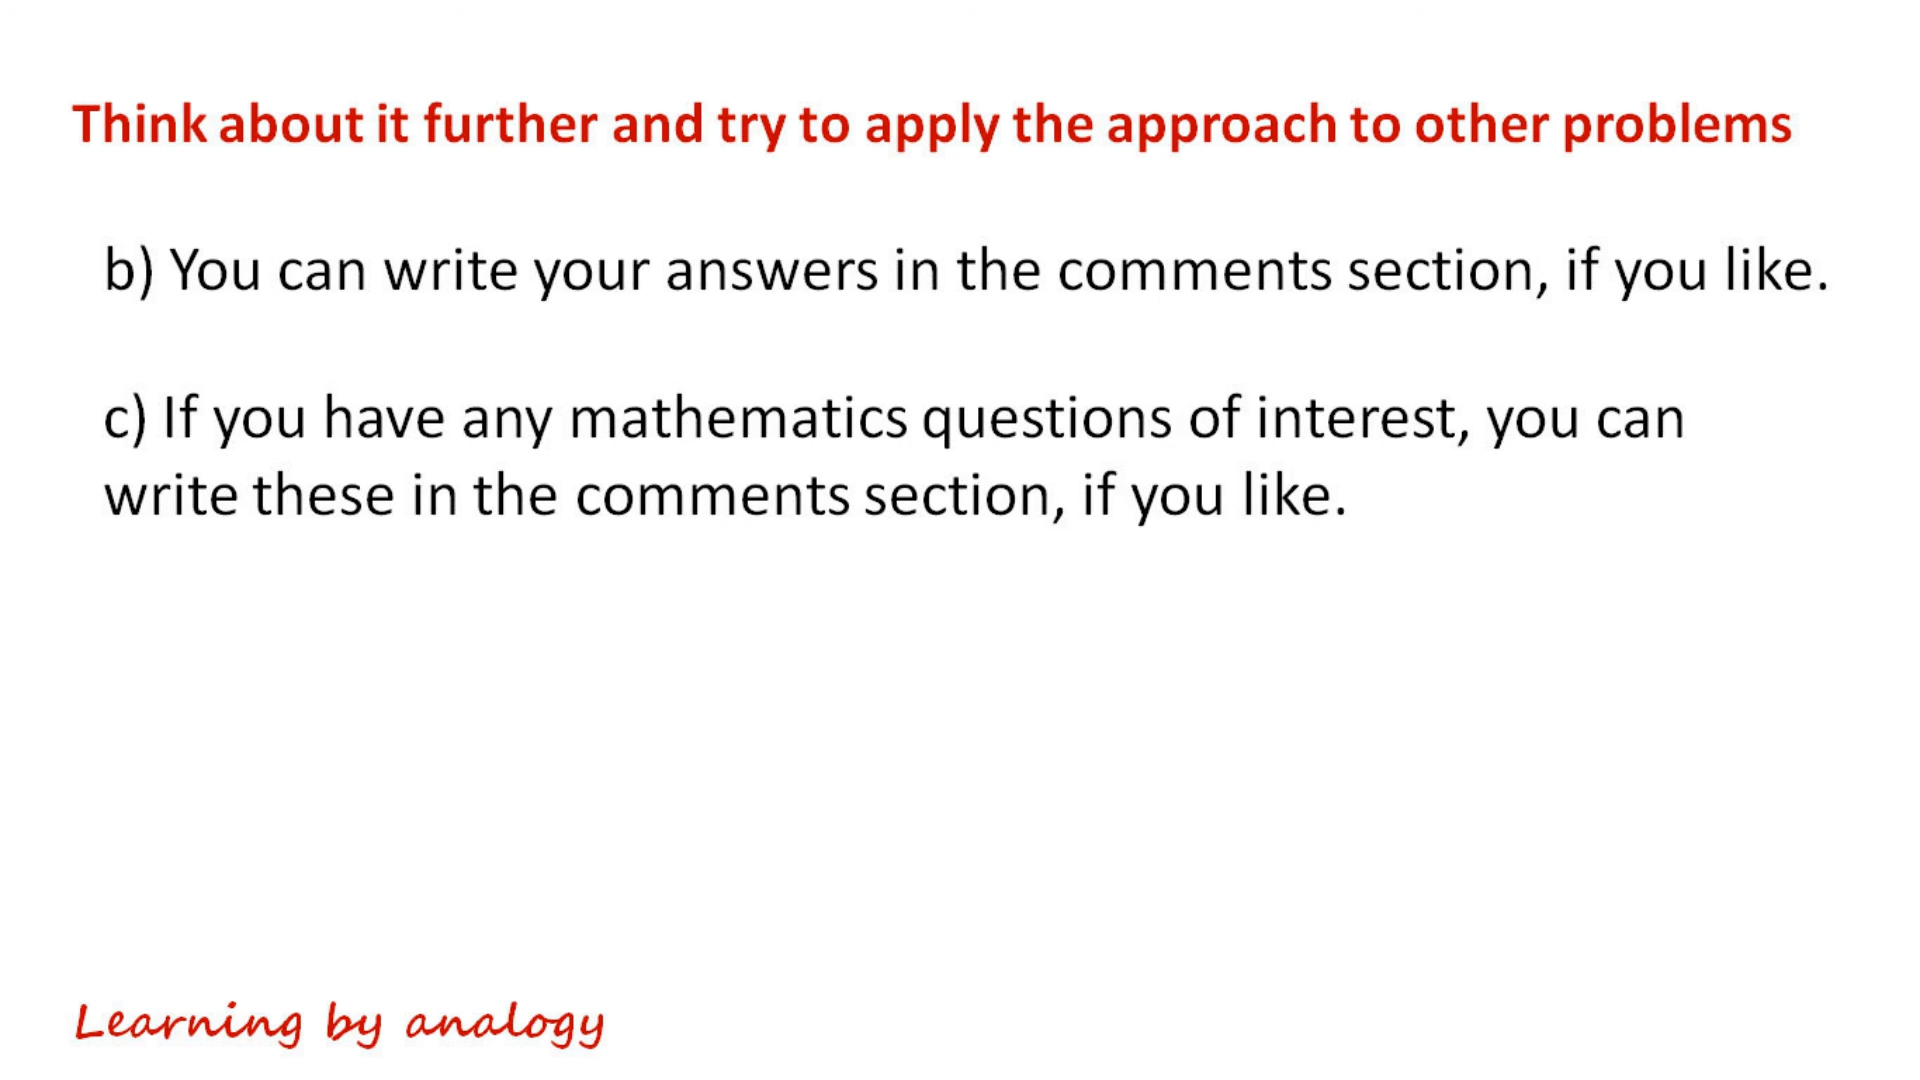 Think about it further and try to apply the approach to other problems
b) You can write your answers in the comments section, if you like.
c) If you have any mathematics questions of interest, you can
write these in the comments section, if you like.
Learning by analogy